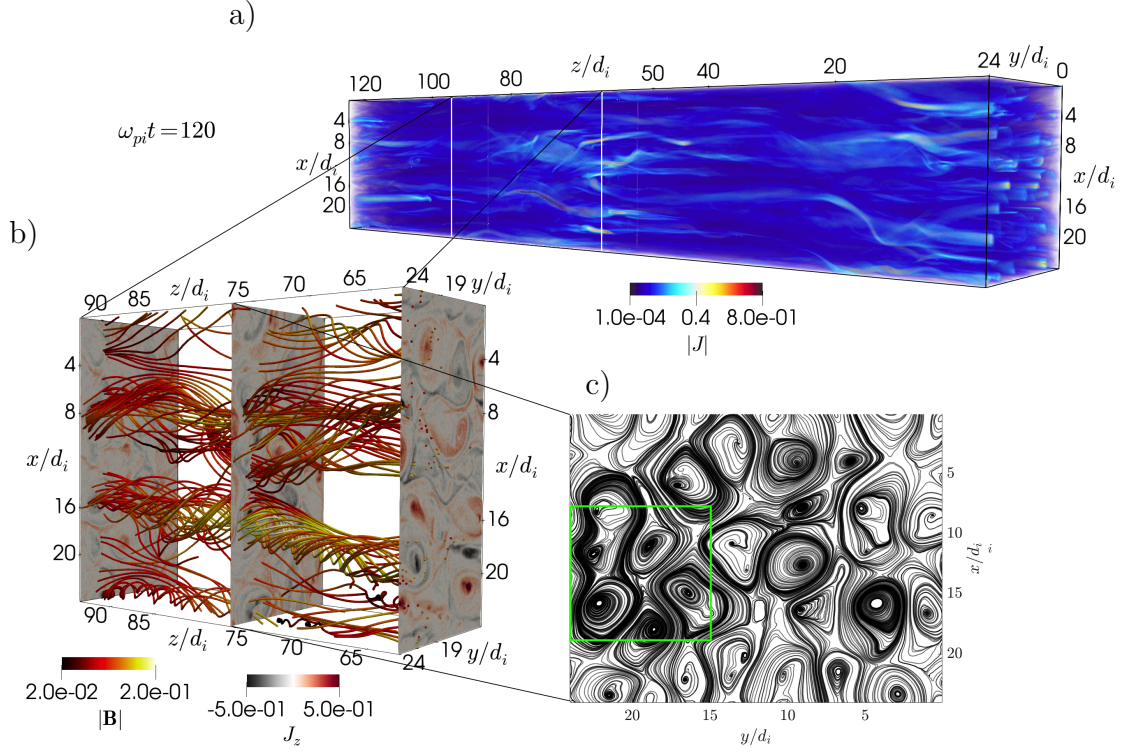 a)
ω_pi t=120
120 100 80 z/d_i 50 40 20 24 y/d_i 0
4
8
x/d_i
16
20
4
8
x/d_i
16
20
1.0e-04 0.4 8.0e-01
|J|
b)
90 85 z/d_i 75 70 65 24 19 y/d_i
4
8
x/d_i
16
20
4
8
x/d_i
16
20
90 85 z/d_i 75 70 65 24 19 y/d_i
2.0e-02 2.0e-01
|B|
-5.0e-01 5.0e-01
J_z
c)
5
10
x/d_i i
15
20
20 15 10 5
y/d_i